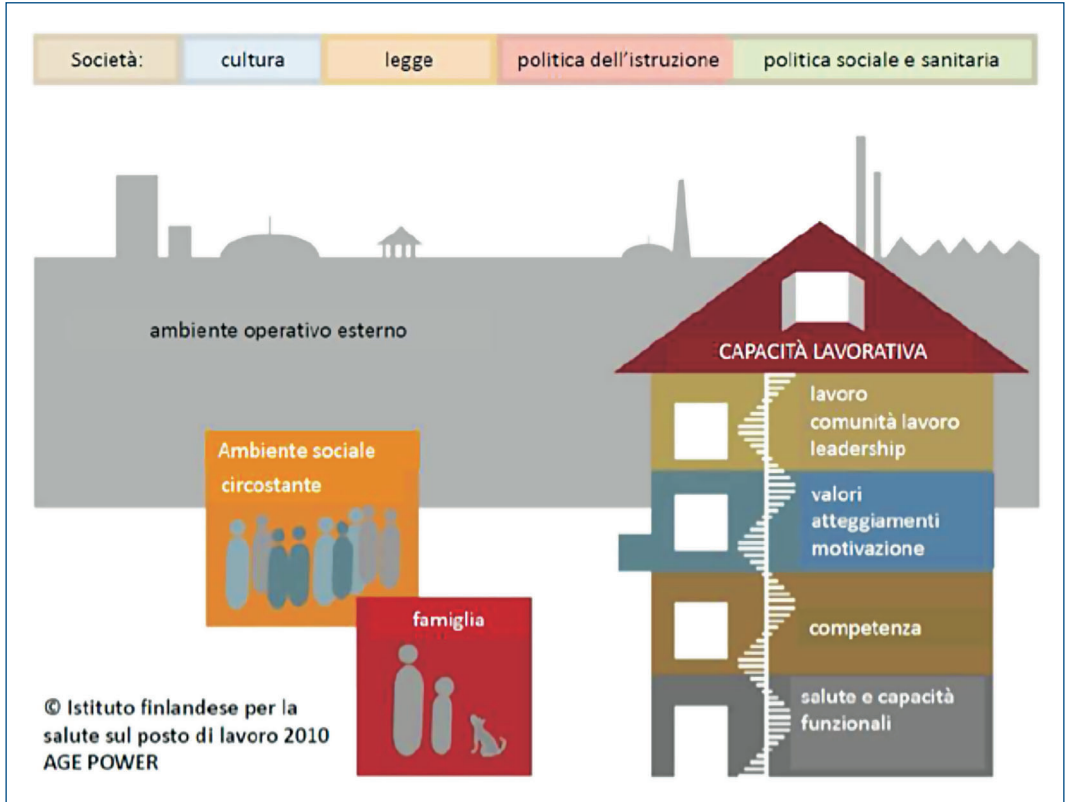 Società: cultura legge politica dell'istruzione politica sociale e sanitaria
ambiente operativo esterno
CAPACITÀ LAVORATIVA
lavoro
comunità lavoro
leadership
Ambiente sociale
circostante
valori
atteggiamenti
motivazione
famiglia
competenza
salute e capacità
funzionali
© Istituto finlandese per la
salute sul posto di lavoro 2010
AGE POWER